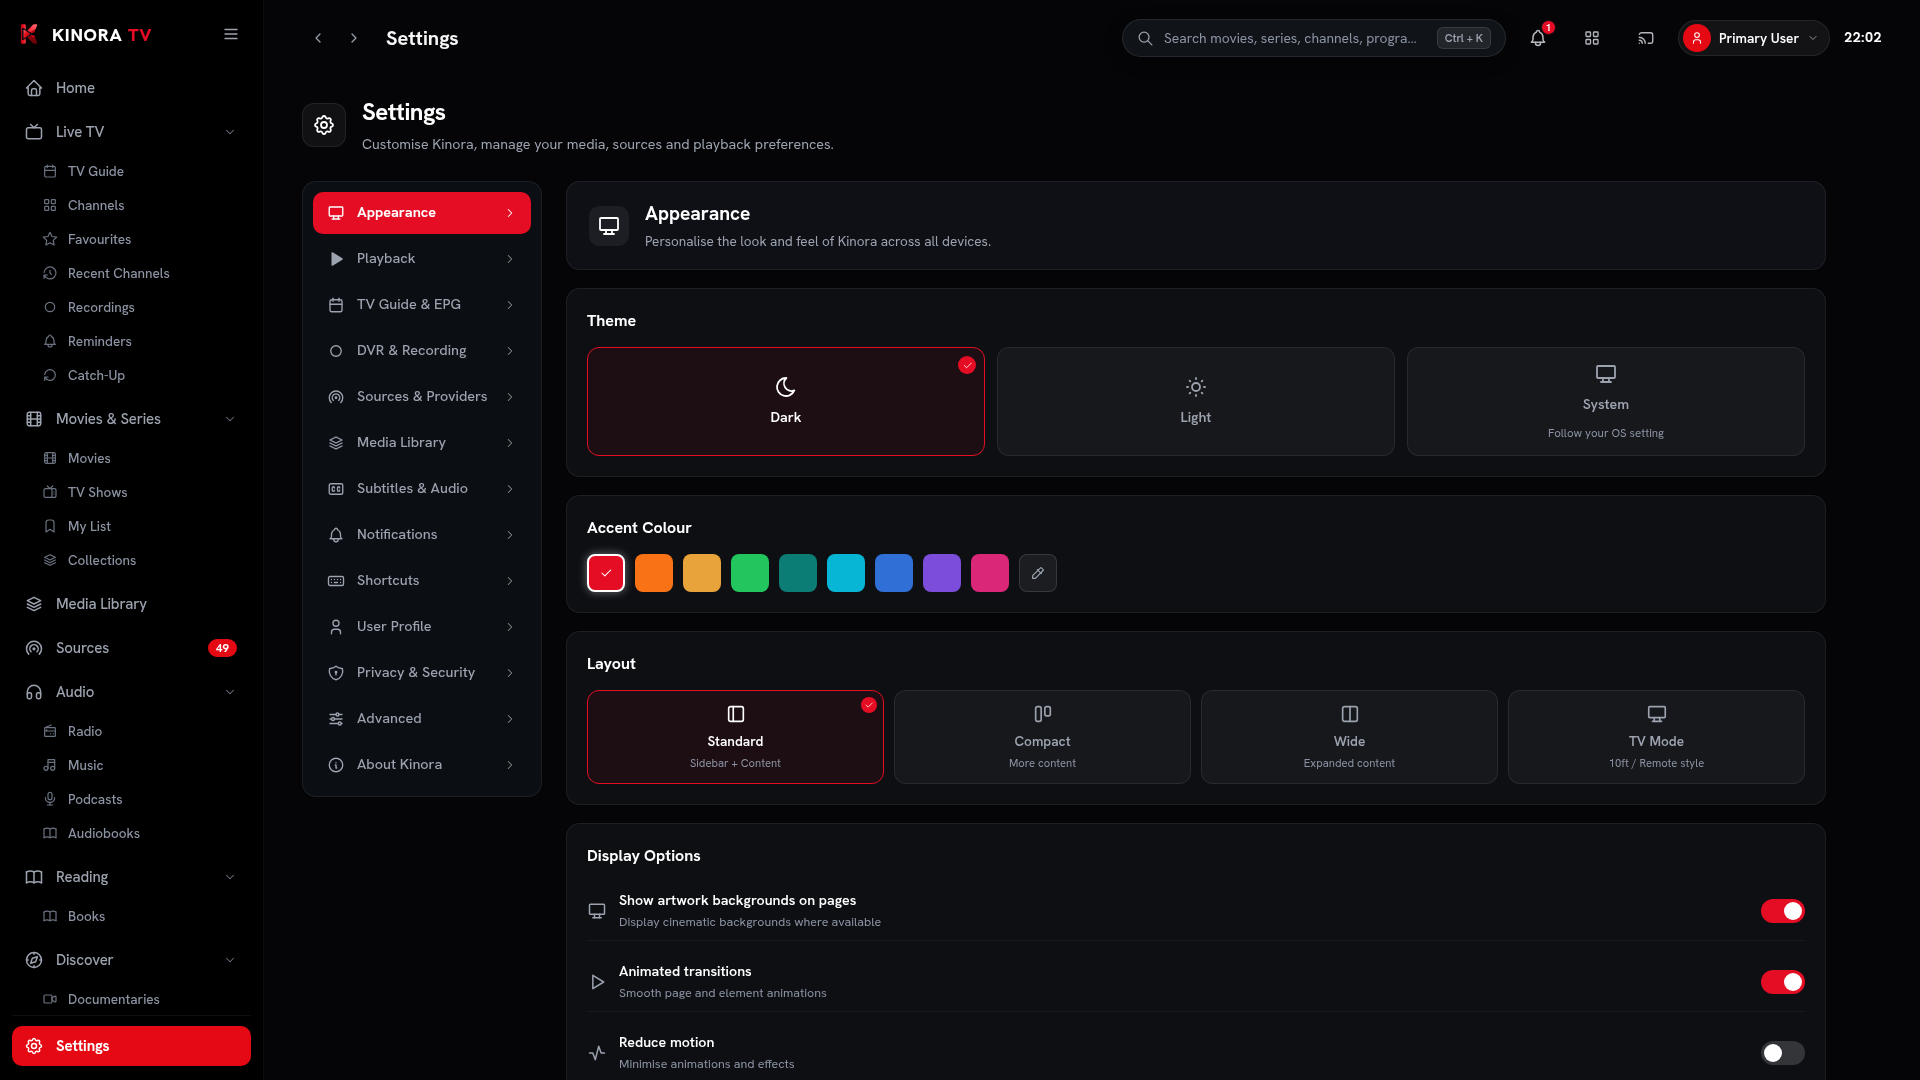 KINORA TV
Home
Live TV
TV Guide
Channels
Favourites
Recent Channels
Recordings
Reminders
Catch-Up
Movies & Series
Movies
TV Shows
My List
Collections
Media Library
Sources 49
Audio
Radio
Music
Podcasts
Audiobooks
Reading
Books
Discover
Documentaries
Settings
Settings
Search movies, series, channels, progra... Ctrl + K
1
Primary User
22:02
Settings
Customise Kinora, manage your media, sources and playback preferences.
Appearance
Playback
TV Guide & EPG
DVR & Recording
Sources & Providers
Media Library
Subtitles & Audio
Notifications
Shortcuts
User Profile
Privacy & Security
Advanced
About Kinora
Appearance
Personalise the look and feel of Kinora across all devices.
Theme
Dark
Light
System
Follow your OS setting
Accent Colour
Layout
Standard
Sidebar + Content
Compact
More content
Wide
Expanded content
TV Mode
10ft / Remote style
Display Options
Show artwork backgrounds on pages
Display cinematic backgrounds where available
Animated transitions
Smooth page and element animations
Reduce motion
Minimise animations and effects